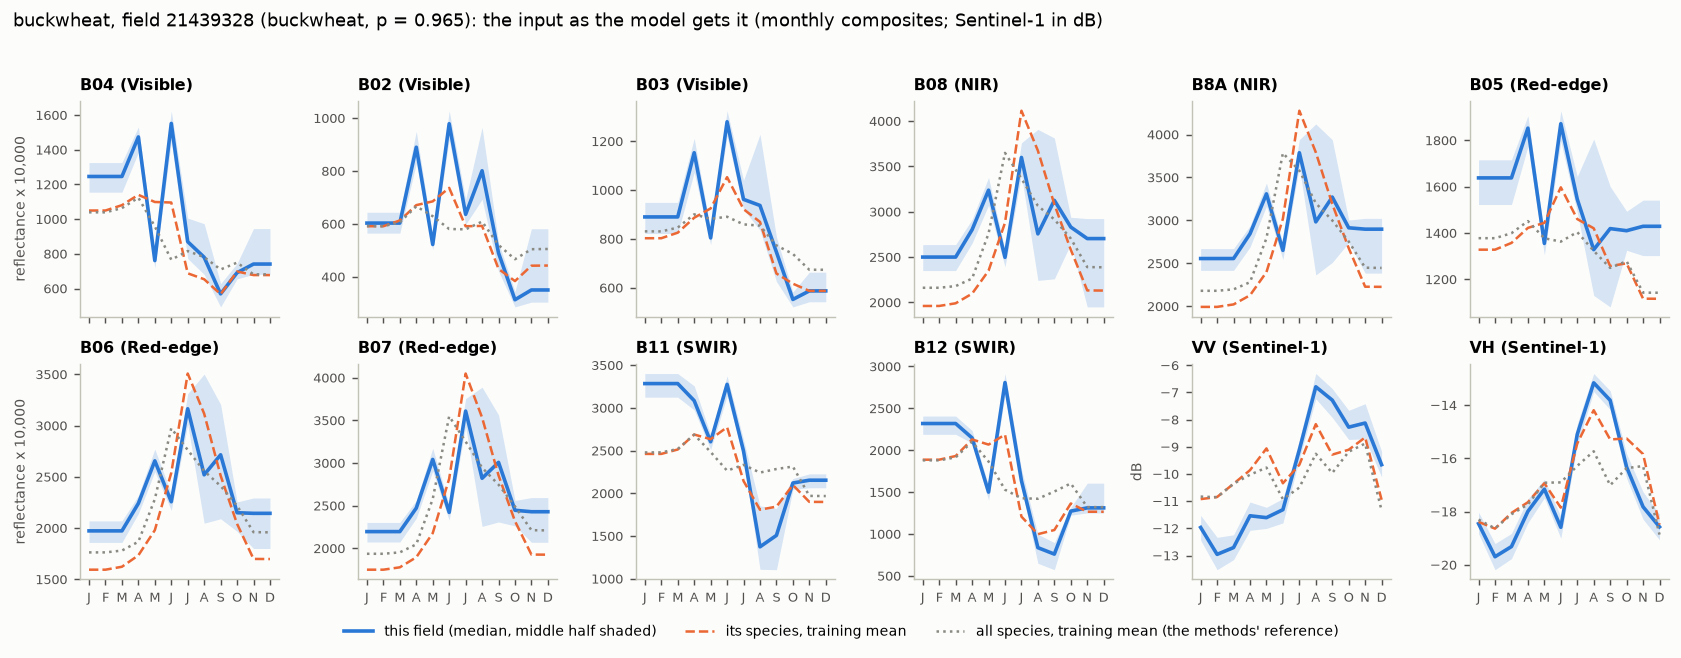 buckwheat, field 21439328 (buckwheat, p = 0.965): the input as the model gets it (monthly composites; Sentinel-1 in dB)
B04 (Visible) B02 (Visible) B03 (Visible) B08 (NIR) B8A (NIR) B05 (Red-edge)
reflectance x 10,000
1600 1400 1200 1000 800 600
1000 800 600 400
1200 1000 800 600
4000 3500 3000 2500 2000
4000 3500 3000 2500 2000
1800 1600 1400 1200
B06 (Red-edge) B07 (Red-edge) B11 (SWIR) B12 (SWIR) VV (Sentinel-1) VH (Sentinel-1)
reflectance x 10,000
3500 3000 2500 2000 1500
4000 3500 3000 2500 2000
3500 3000 2500 2000 1500 1000
3000 2500 2000 1500 1000 500
dB
−6 −7 −8 −9 −10 −11 −12 −13
−14 −16 −18 −20
J F M A M J J A S O N D
J F M A M J J A S O N D
J F M A M J J A S O N D
J F M A M J J A S O N D
J F M A M J J A S O N D
J F M A M J J A S O N D
this field (median, middle half shaded) its species, training mean all species, training mean (the methods' reference)